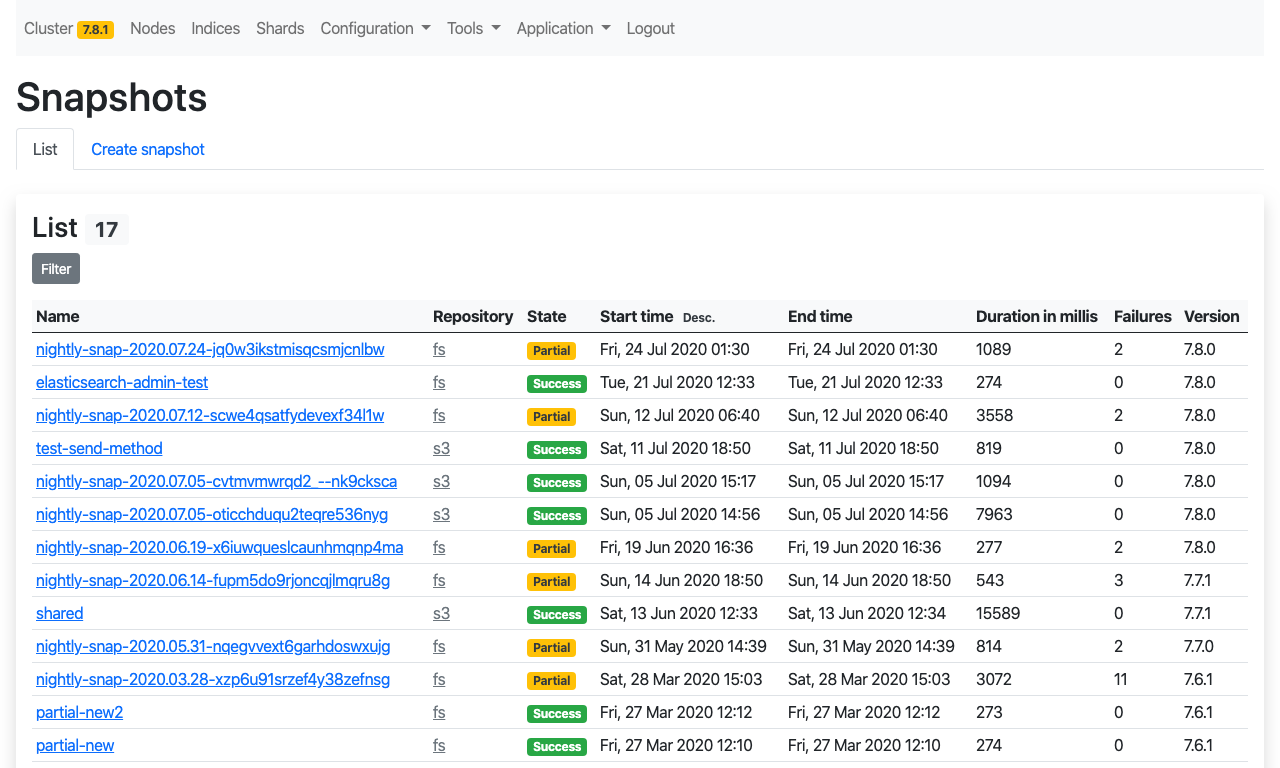 Cluster 7.8.1 Nodes Indices Shards Configuration Tools Application Logout
Snapshots
List Create snapshot
List 17
Filter
Name Repository State Start time Desc. End time Duration in millis Failures Version
nightly-snap-2020.07.24-jq0w3ikstmisqcsmjcnlbw fs Partial Fri, 24 Jul 2020 01:30 Fri, 24 Jul 2020 01:30 1089 2 7.8.0
elasticsearch-admin-test fs Success Tue, 21 Jul 2020 12:33 Tue, 21 Jul 2020 12:33 274 0 7.8.0
nightly-snap-2020.07.12-scwe4qsatfydevexf34l1w fs Partial Sun, 12 Jul 2020 06:40 Sun, 12 Jul 2020 06:40 3558 2 7.8.0
test-send-method s3 Success Sat, 11 Jul 2020 18:50 Sat, 11 Jul 2020 18:50 819 0 7.8.0
nightly-snap-2020.07.05-cvtmvmwrqd2_--nk9cksca s3 Success Sun, 05 Jul 2020 15:17 Sun, 05 Jul 2020 15:17 1094 0 7.8.0
nightly-snap-2020.07.05-oticchduqu2teqre536nyg s3 Success Sun, 05 Jul 2020 14:56 Sun, 05 Jul 2020 14:56 7963 0 7.8.0
nightly-snap-2020.06.19-x6iuwqueslcaunhmqnp4ma fs Partial Fri, 19 Jun 2020 16:36 Fri, 19 Jun 2020 16:36 277 2 7.8.0
nightly-snap-2020.06.14-fupm5do9rjoncqjlmqru8g fs Partial Sun, 14 Jun 2020 18:50 Sun, 14 Jun 2020 18:50 543 3 7.7.1
shared s3 Success Sat, 13 Jun 2020 12:33 Sat, 13 Jun 2020 12:34 15589 0 7.7.1
nightly-snap-2020.05.31-nqegvvext6garhdoswxujg fs Partial Sun, 31 May 2020 14:39 Sun, 31 May 2020 14:39 814 2 7.7.0
nightly-snap-2020.03.28-xzp6u91srzef4y38zefnsg fs Partial Sat, 28 Mar 2020 15:03 Sat, 28 Mar 2020 15:03 3072 11 7.6.1
partial-new2 fs Success Fri, 27 Mar 2020 12:12 Fri, 27 Mar 2020 12:12 273 0 7.6.1
partial-new fs Success Fri, 27 Mar 2020 12:10 Fri, 27 Mar 2020 12:10 274 0 7.6.1